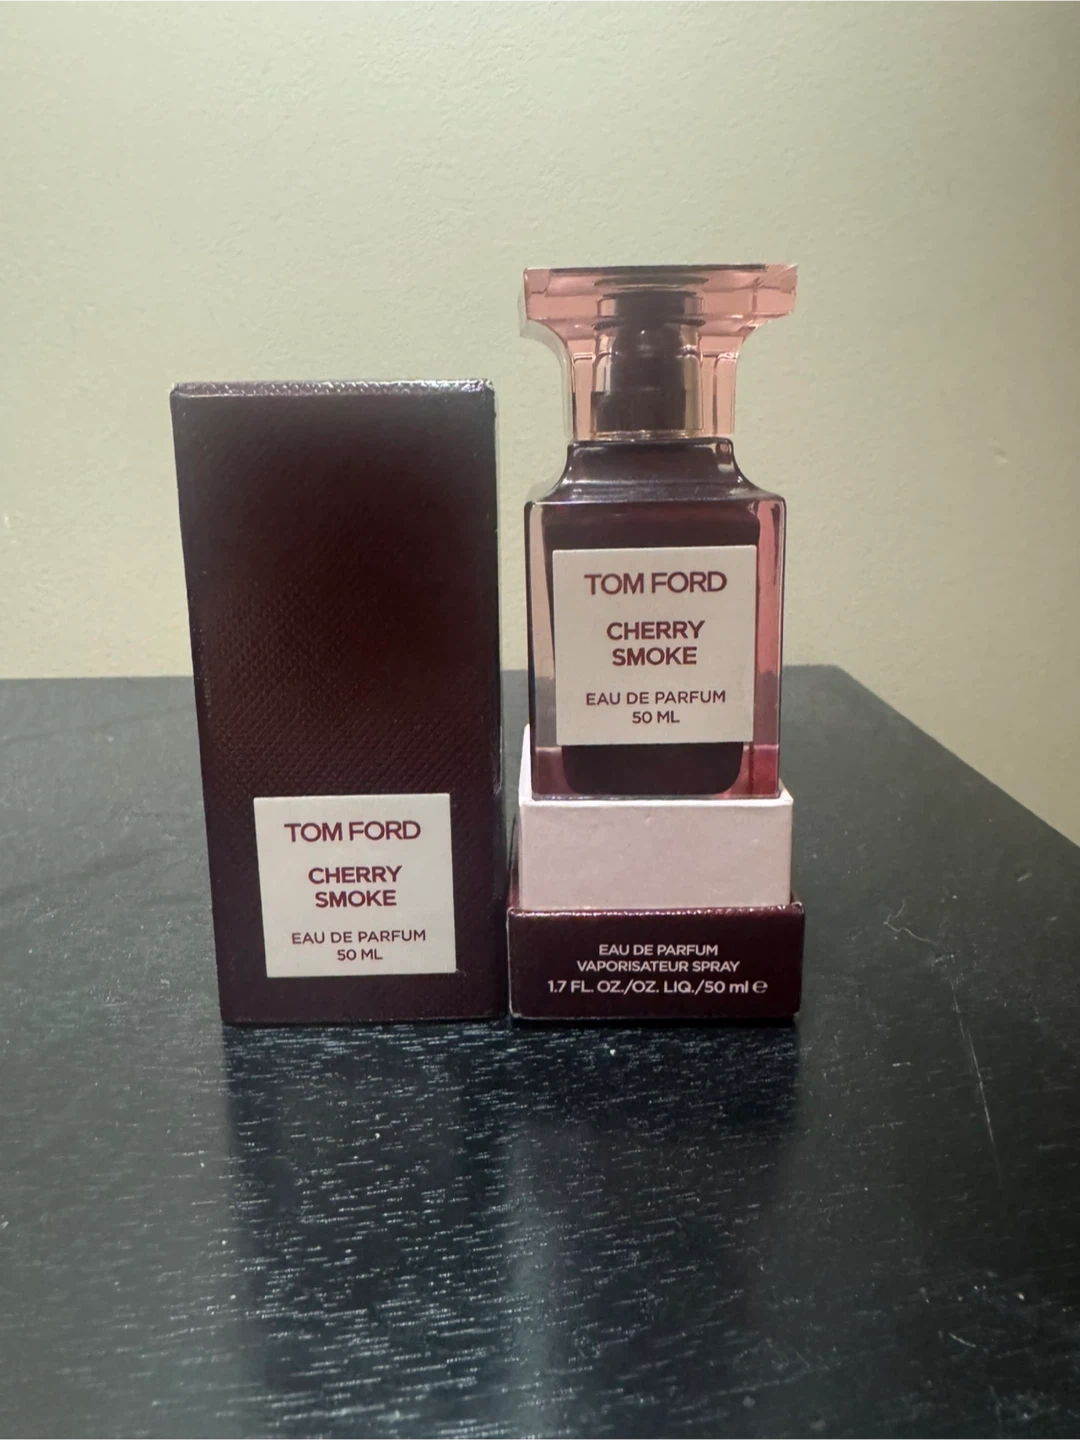 TOM FORD
CHERRY
SMOKE
EAU DE PARFUM
50 ML
TOM FORD
CHERRY
SMOKE
EAU DE PARFUM
50 ML
EAU DE PARFUM
VAPORISATEUR SPRAY
1.7 FL. OZ./OZ. LIQ./50 ml ℮